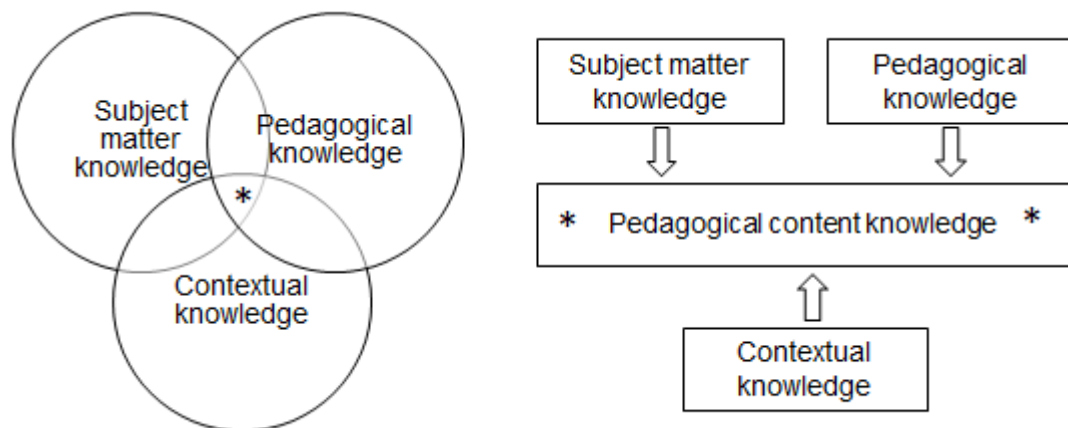 Subject
matter
knowledge
Pedagogical
knowledge
*
Contextual
knowledge
Subject matter
knowledge
Pedagogical
knowledge
* Pedagogical content knowledge *
Contextual
knowledge